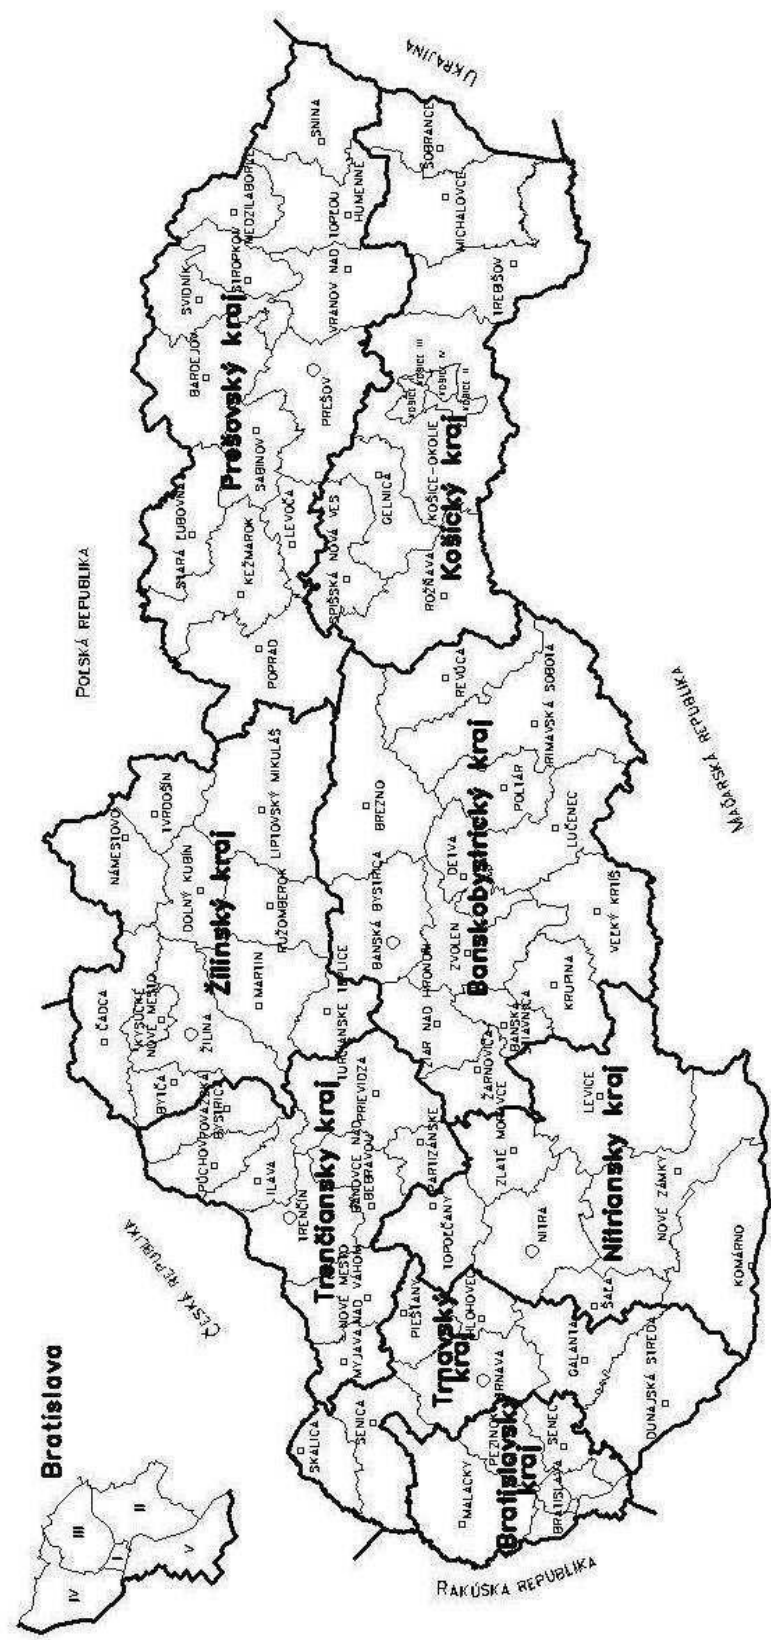 Bratislava
IV
III
II
I
V
POĽSKÁ REPUBLIKA
ČESKÁ REPUBLIKA
UKRAJINA
MAĎARSKÁ REPUBLIKA
RAKÚSKA REPUBLIKA
Bratislavský
kraj
MALACKY
PEZINOK
SENEC
BRATISLAVA
Trnavský
kraj
SKALICA
SENICA
PIEŠŤANY
HLOHOVEC
TRNAVA
GALANTA
DUNAJSKÁ STREDA
Trenčiansky kraj
MYJAVA
NOVÉ MESTO
NAD VÁHOM
TRENČÍN
ILAVA
PÚCHOV
POVAŽSKÁ
BYSTRICA
BÁNOVCE NAD
BEBRAVOU
PRIEVIDZA
PARTIZÁNSKE
Nitriansky kraj
TOPOĽČANY
ZLATÉ MORAVCE
NITRA
LEVICE
ŠAĽA
NOVÉ ZÁMKY
KOMÁRNO
Žilinský kraj
ČADCA
KYSUCKÉ
NOVÉ MESTO
BYTČA
ŽILINA
MARTIN
TURČIANSKE TEPLICE
NÁMESTOVO
TVRDOŠÍN
DOLNÝ KUBÍN
RUŽOMBEROK
LIPTOVSKÝ MIKULÁŠ
Banskobystrický kraj
BANSKÁ BYSTRICA
BREZNO
ŽIAR NAD HRONOM
ŽARNOVICA
BANSKÁ
ŠTIAVNICA
ZVOLEN
DETVA
KRUPINA
VEĽKÝ KRTÍŠ
LUČENEC
POLTÁR
REVÚCA
RIMAVSKÁ SOBOTA
Prešovský kraj
POPRAD
KEŽMAROK
STARÁ ĽUBOVŇA
LEVOČA
SABINOV
PREŠOV
BARDEJOV
SVIDNÍK
STROPKOV
MEDZILABORCE
VRANOV NAD TOPĽOU
HUMENNÉ
SNINA
Košický kraj
SPIŠSKÁ NOVÁ VES
GELNICA
ROŽŇAVA
KOŠICE-OKOLIE
KOŠICE I
KOŠICE III
KOŠICE IV
KOŠICE II
TREBIŠOV
MICHALOVCE
SOBRANCE